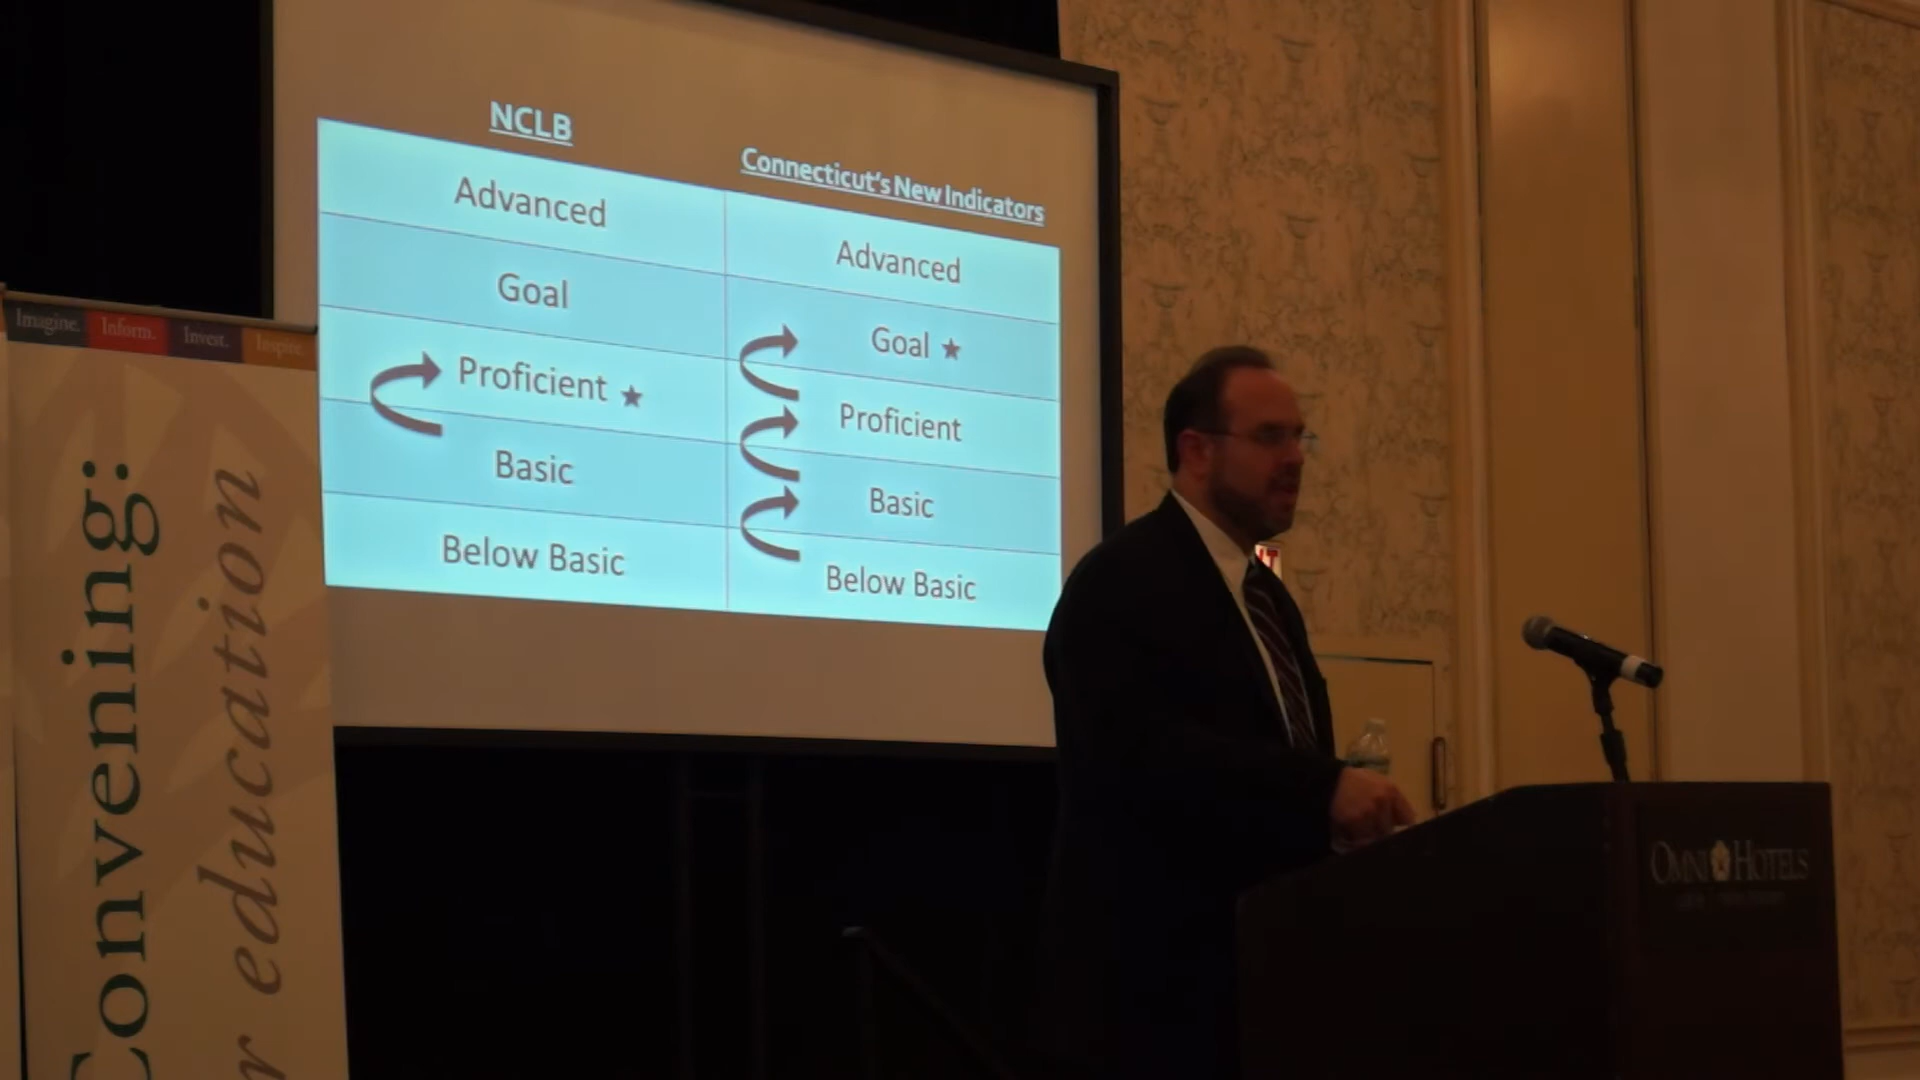 NCLB
Connecticut's New Indicators
Advanced
Goal
Proficient ★
Basic
Below Basic
Advanced
Goal ★
Proficient
Basic
Below Basic
Imagine. Inform. Invest. Inspire
Convening:
r education
OMNI HOTELS